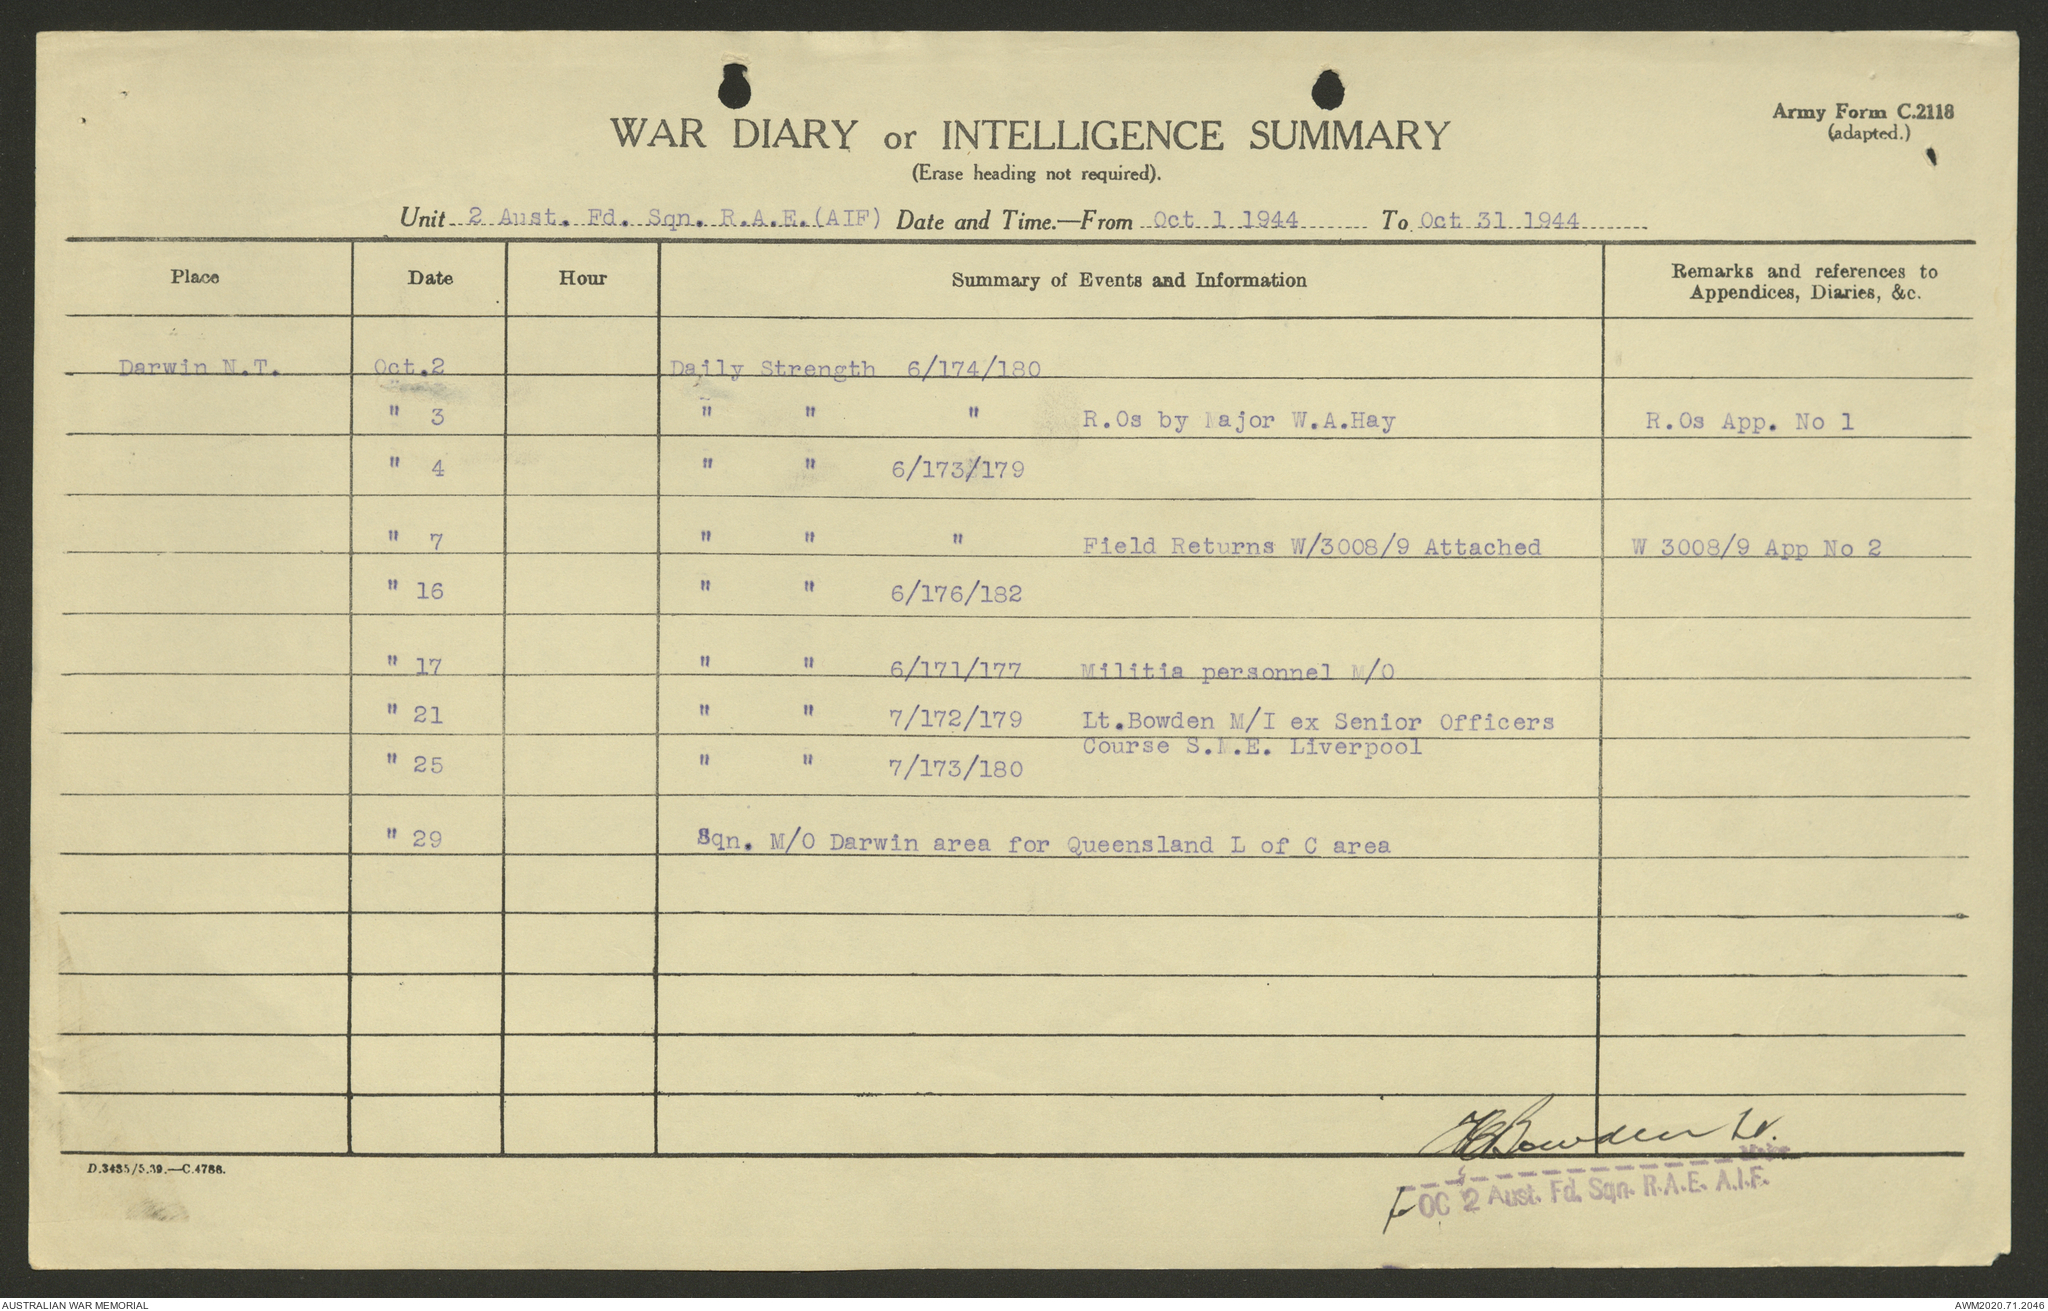 Army Form C.2118
(adapted.)
WAR DIARY or INTELLIGENCE SUMMARY
(Erase heading not required).
Unit 2 Aust. Fd. Sqn. R.A.E.(AIF) Date and Time.—From Oct 1 1944 To Oct 31 1944
Place Date Hour Summary of Events and Information Remarks and references to
Appendices, Diaries, &c.
Darwin N.T. Oct.2 Daily Strength 6/174/180
" 3 " " " R.Os by Major W.A.Hay R.Os App. No 1
" 4 " " 6/173/179
" 7 " " " Field Returns W/3008/9 Attached W 3008/9 App No 2
" 16 " " 6/176/182
" 17 " " 6/171/177 Militia personnel M/O
" 21 " " 7/172/179 Lt.Bowden M/I ex Senior Officers
Course S.M.E. Liverpool
" 25 " " 7/173/180
" 29 Sqn. M/O Darwin area for Queensland L of C area
Bowden Lt.
Major
D.3435/5.39.—C.4788.
OC 2 Aust. Fd. Sqn. R.A.E. A.I.F.
AUSTRALIAN WAR MEMORIAL AWM2020.71.2046